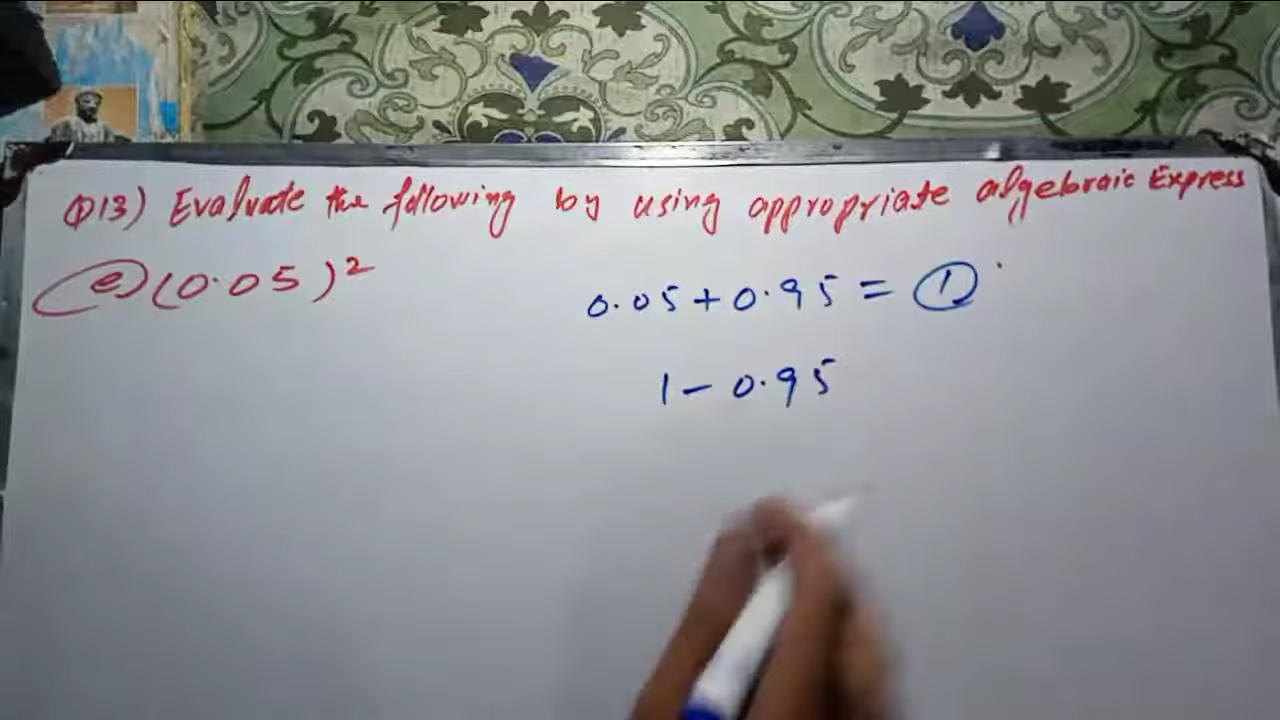 Q13) Evaluate the following by using appropriate algebraic Express
e) (0.05)²
0.05 + 0.95 = 1
1 - 0.95